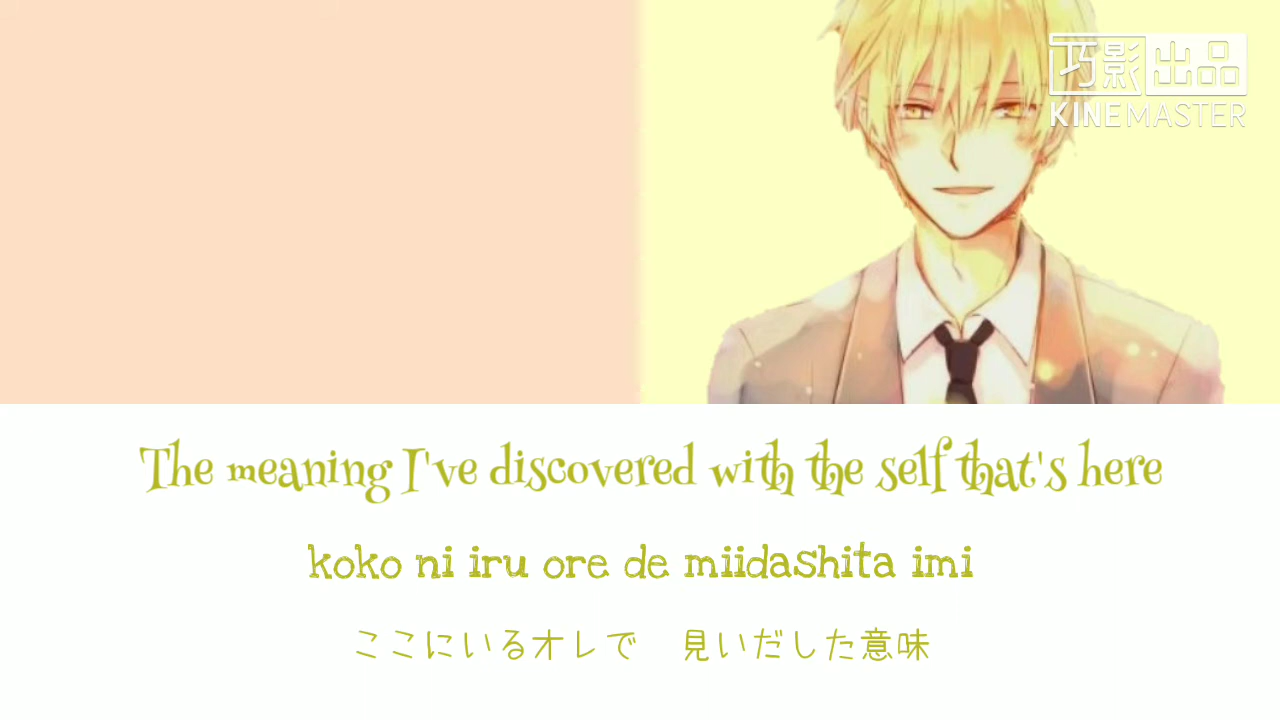 巧影出品
KINEMASTER
The meaning I've discovered with the self that's here
koko ni iru ore de miidashita imi
ここにいるオレで　見いだした意味